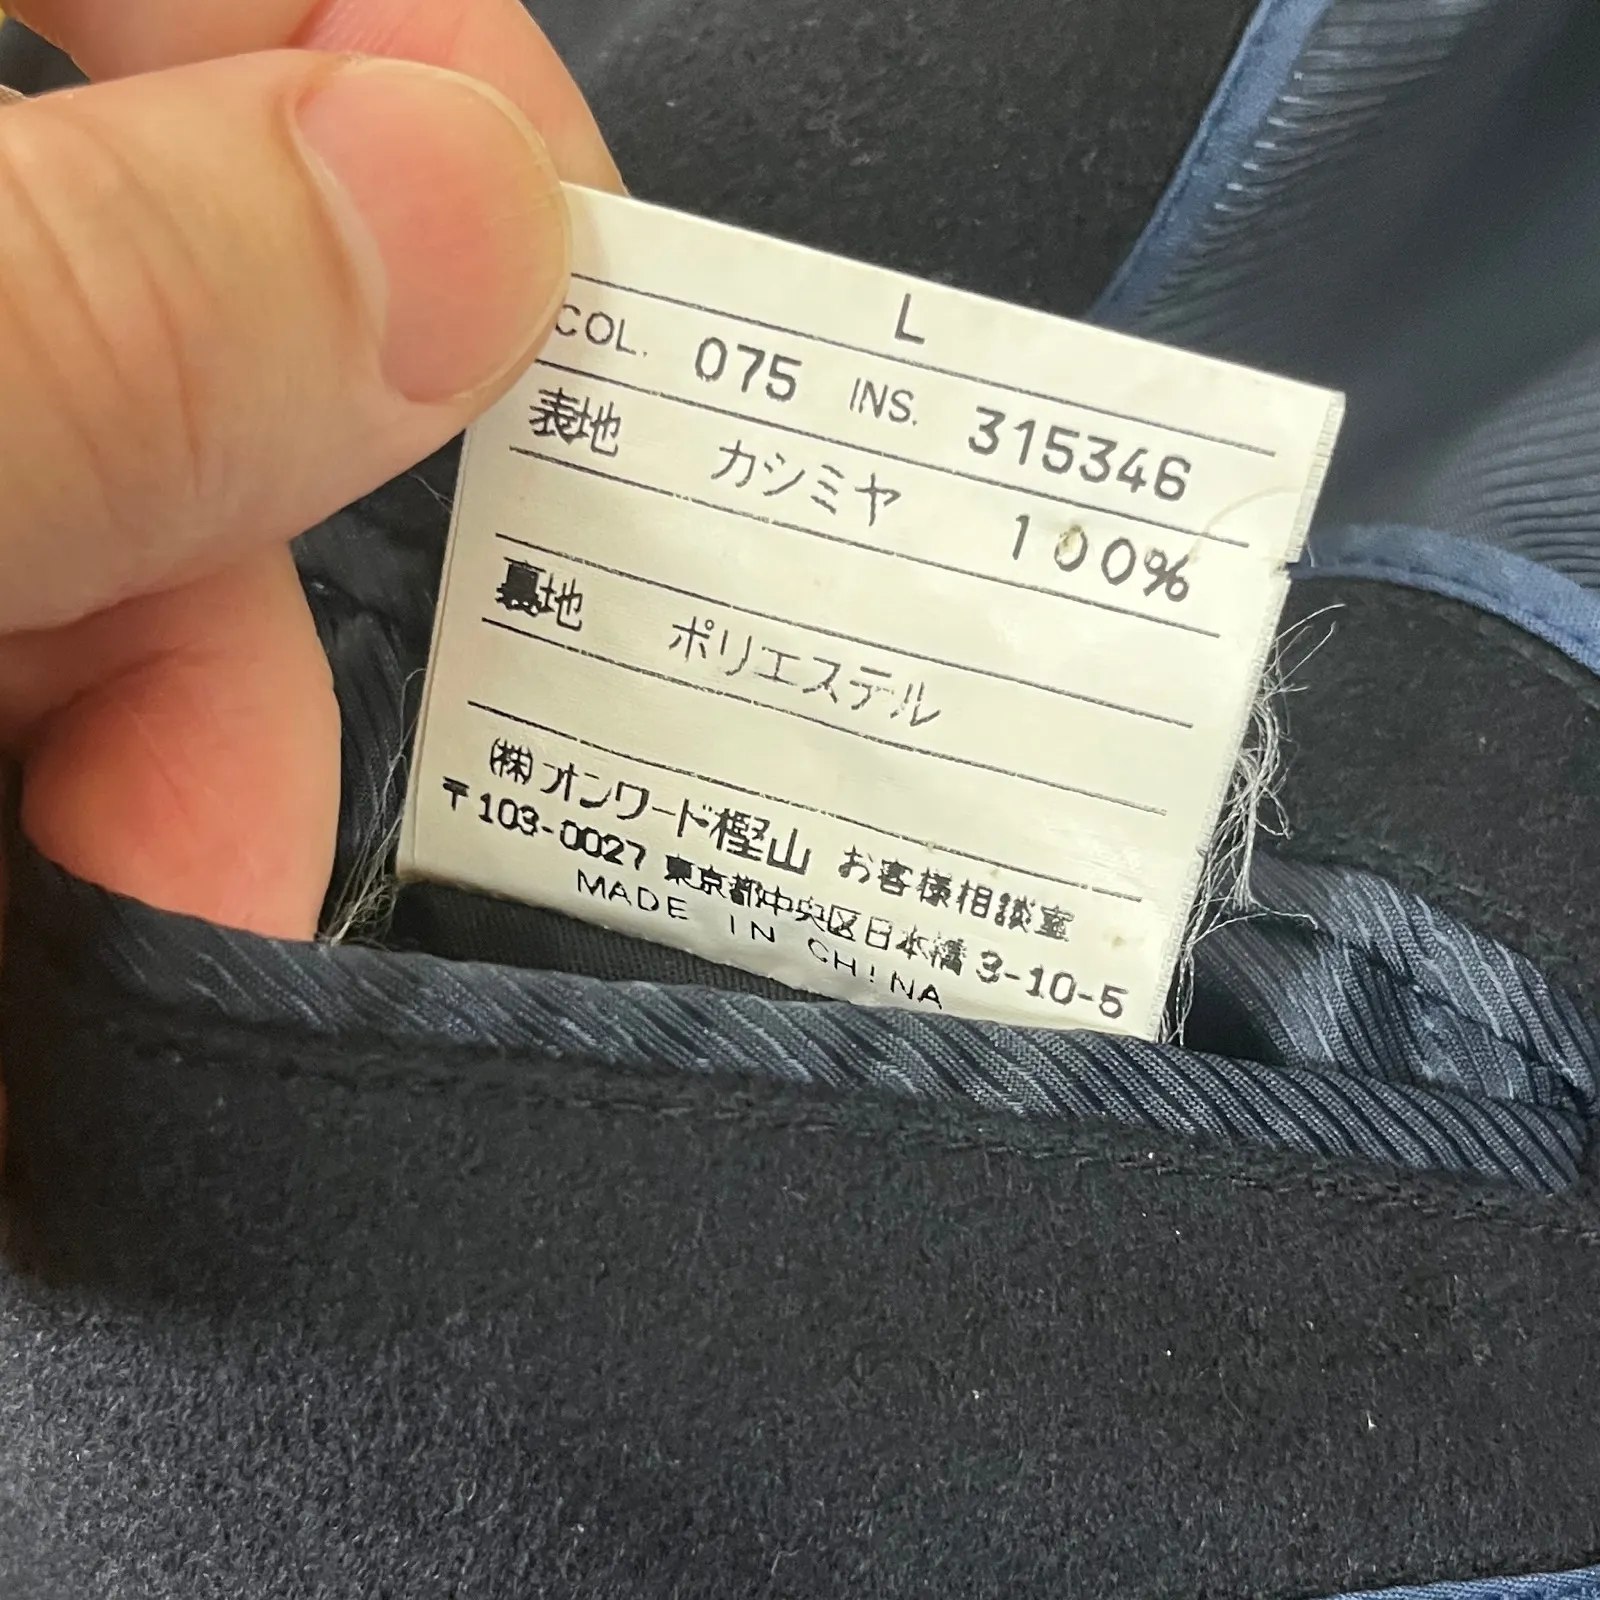 L
COL. 075 INS. 315346
表地 カシミヤ 100%
裏地 ポリエステル
(株)オンワード樫山 お客様相談室
〒103-0027 東京都中央区日本橋3-10-5
MADE IN CHINA